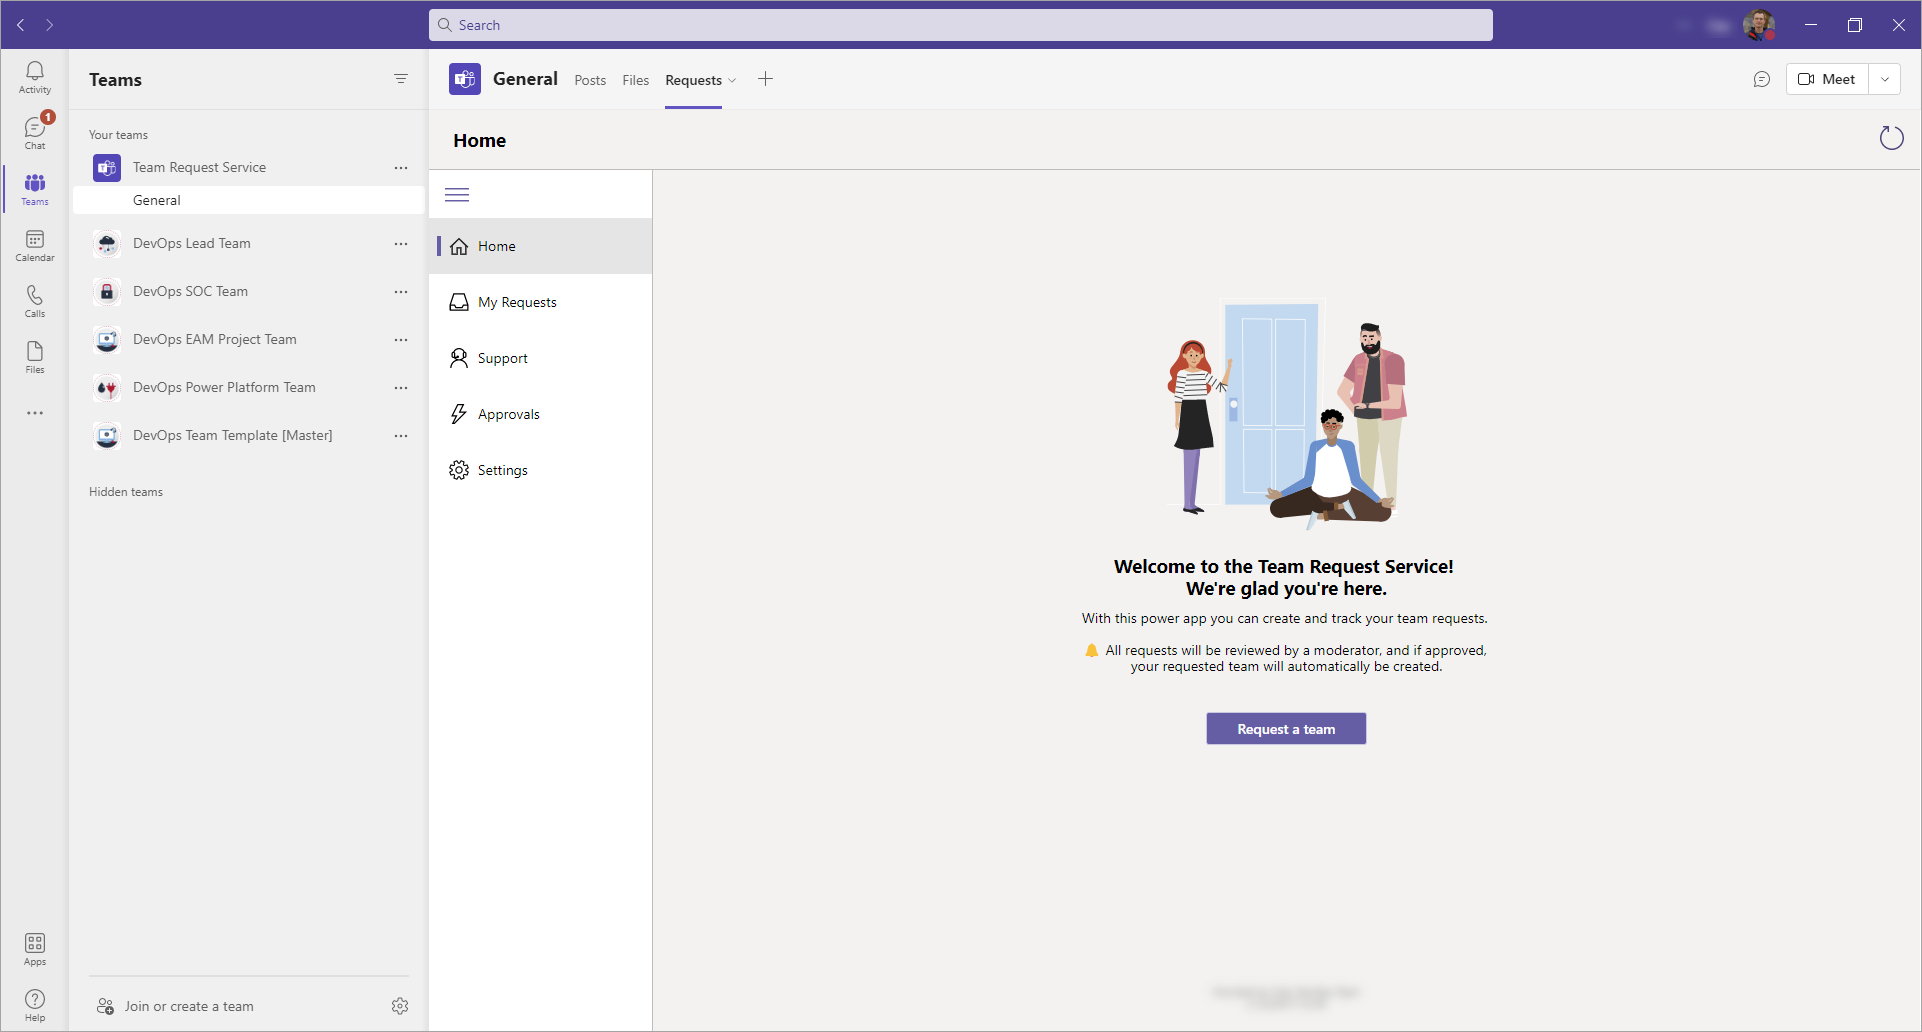 Search
Activity
Chat
1
Teams
Calendar
Calls
Files
Apps
Help
Teams
Your teams
Team Request Service
General
DevOps Lead Team
DevOps SOC Team
DevOps EAM Project Team
DevOps Power Platform Team
DevOps Team Template [Master]
Hidden teams
Join or create a team
General
Posts
Files
Requests
Meet
Home
Home
My Requests
Support
Approvals
Settings
Welcome to the Team Request Service!
We're glad you're here.
With this power app you can create and track your team requests.
🔔 All requests will be reviewed by a moderator, and if approved,
your requested team will automatically be created.
Request a team